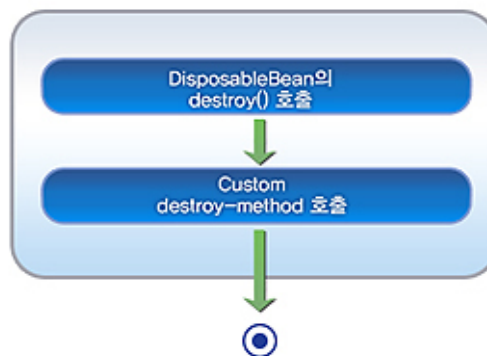 DisposableBean의
destroy() 호출
Custom
destroy-method 호출